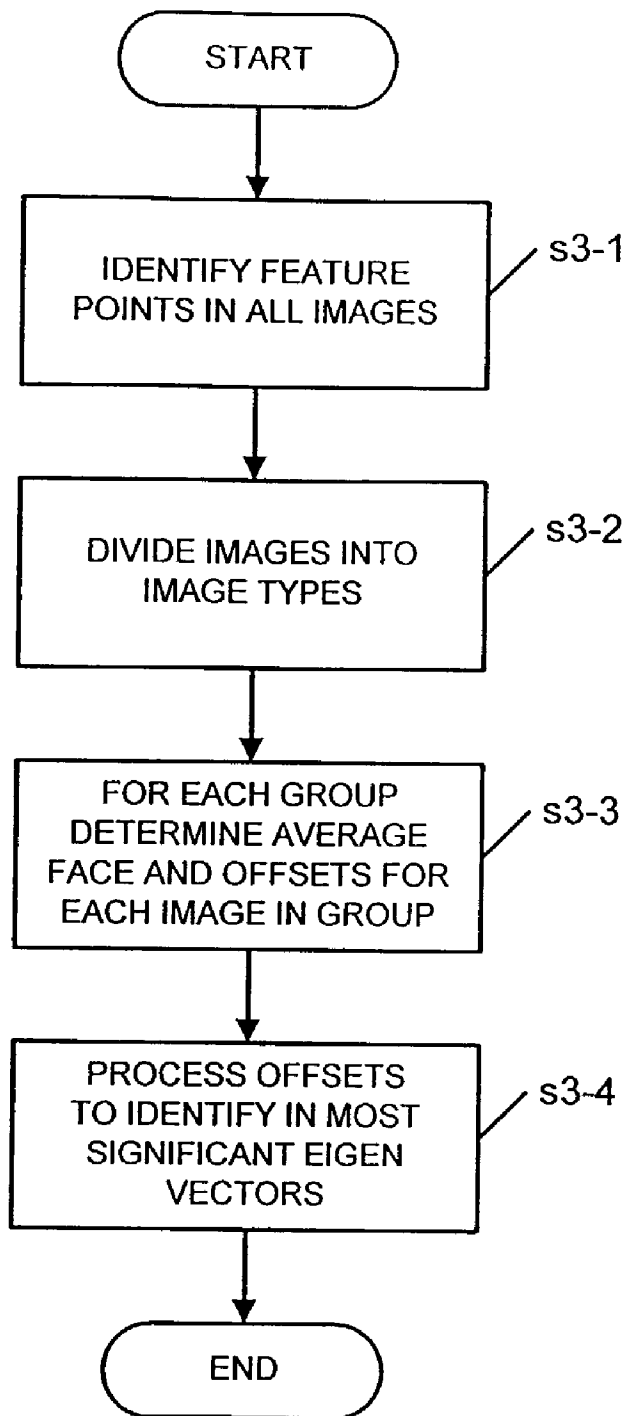 START
IDENTIFY FEATURE
POINTS IN ALL IMAGES
s3-1
DIVIDE IMAGES INTO
IMAGE TYPES
s3-2
FOR EACH GROUP
DETERMINE AVERAGE
FACE AND OFFSETS FOR
EACH IMAGE IN GROUP
s3-3
PROCESS OFFSETS
TO IDENTIFY IN MOST
SIGNIFICANT EIGEN
VECTORS
s3-4
END